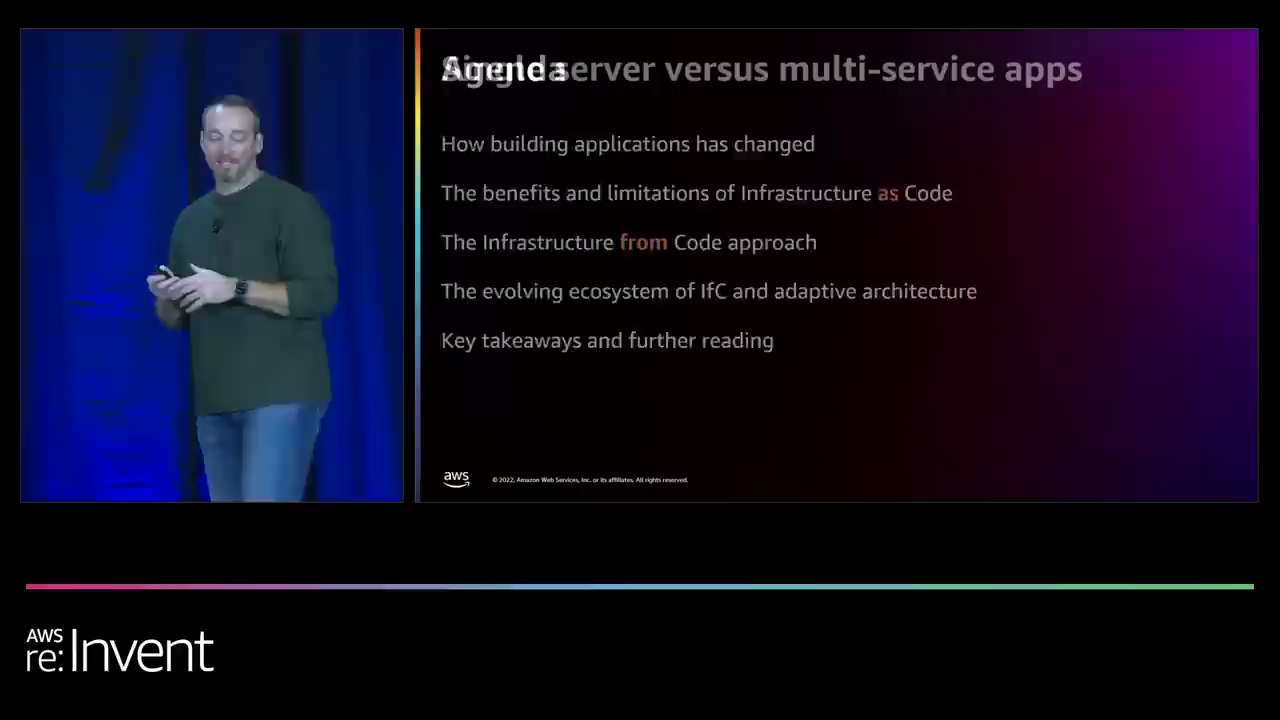 Agenda
server versus multi-service apps
How building applications has changed
The benefits and limitations of Infrastructure as Code
The Infrastructure from Code approach
The evolving ecosystem of IfC and adaptive architecture
Key takeaways and further reading
aws
© 2022, Amazon Web Services, Inc. or its affiliates. All rights reserved.
AWS
re:Invent